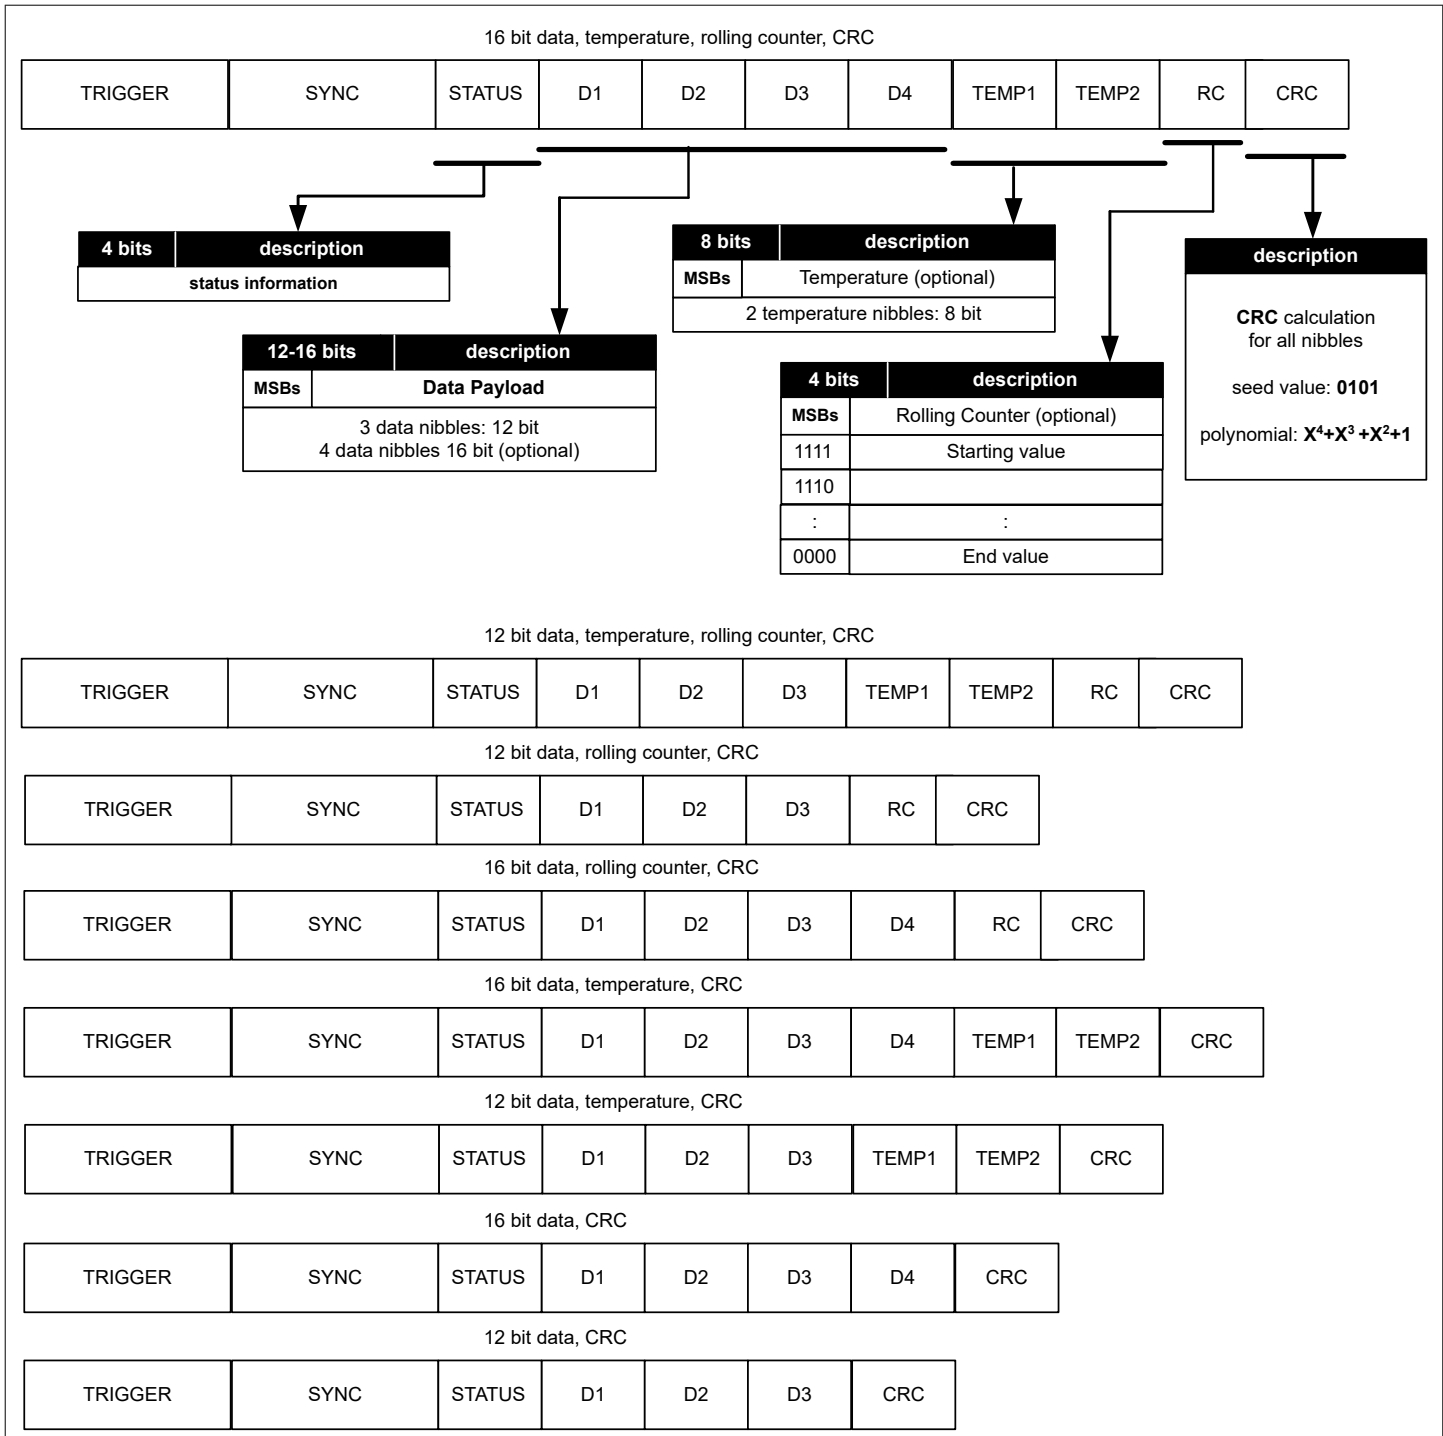 16 bit data, temperature, rolling counter, CRC
TRIGGER SYNC STATUS D1 D2 D3 D4 TEMP1 TEMP2 RC CRC
4 bits description
status information
12-16 bits description
MSBs Data Payload
3 data nibbles: 12 bit
4 data nibbles 16 bit (optional)
8 bits description
MSBs Temperature (optional)
2 temperature nibbles: 8 bit
4 bits description
MSBs Rolling Counter (optional)
1111 Starting value
1110
: :
0000 End value
description
CRC calculation
for all nibbles
seed value: 0101
polynomial: X⁴+X³ +X²+1
12 bit data, temperature, rolling counter, CRC
TRIGGER SYNC STATUS D1 D2 D3 TEMP1 TEMP2 RC CRC
12 bit data, rolling counter, CRC
TRIGGER SYNC STATUS D1 D2 D3 RC CRC
16 bit data, rolling counter, CRC
TRIGGER SYNC STATUS D1 D2 D3 D4 RC CRC
16 bit data, temperature, CRC
TRIGGER SYNC STATUS D1 D2 D3 D4 TEMP1 TEMP2 CRC
12 bit data, temperature, CRC
TRIGGER SYNC STATUS D1 D2 D3 TEMP1 TEMP2 CRC
16 bit data, CRC
TRIGGER SYNC STATUS D1 D2 D3 D4 CRC
12 bit data, CRC
TRIGGER SYNC STATUS D1 D2 D3 CRC